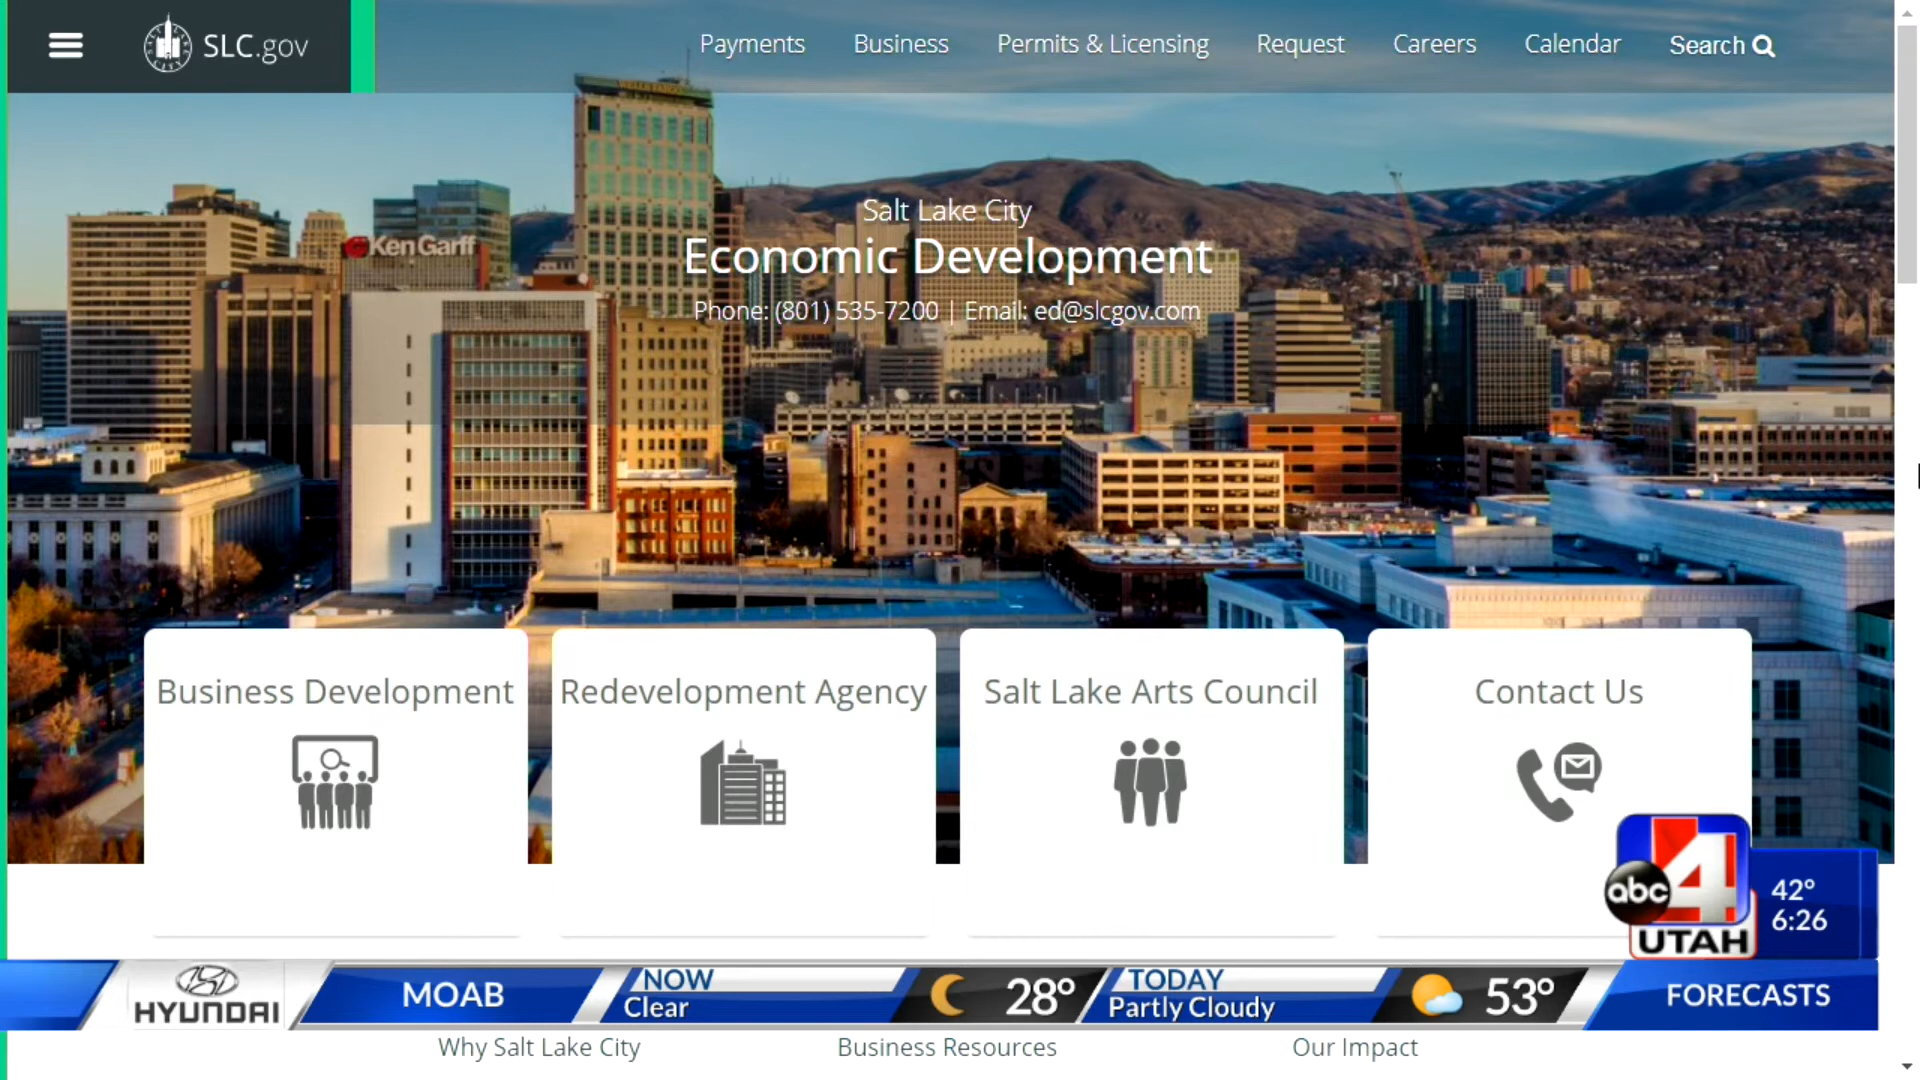 SLC.gov
Payments
Business
Permits & Licensing
Request
Careers
Calendar
Search
WELLS FARGO
Ken Garff
Salt Lake City
Economic Development
Phone: (801) 535-7200 | Email: ed@slcgov.com
Business Development
Redevelopment Agency
Salt Lake Arts Council
Contact Us
abc 4
UTAH
42°
6:26
HYUNDAI
MOAB
NOW
Clear
28°
TODAY
Partly Cloudy
53°
FORECASTS
Why Salt Lake City
Business Resources
Our Impact